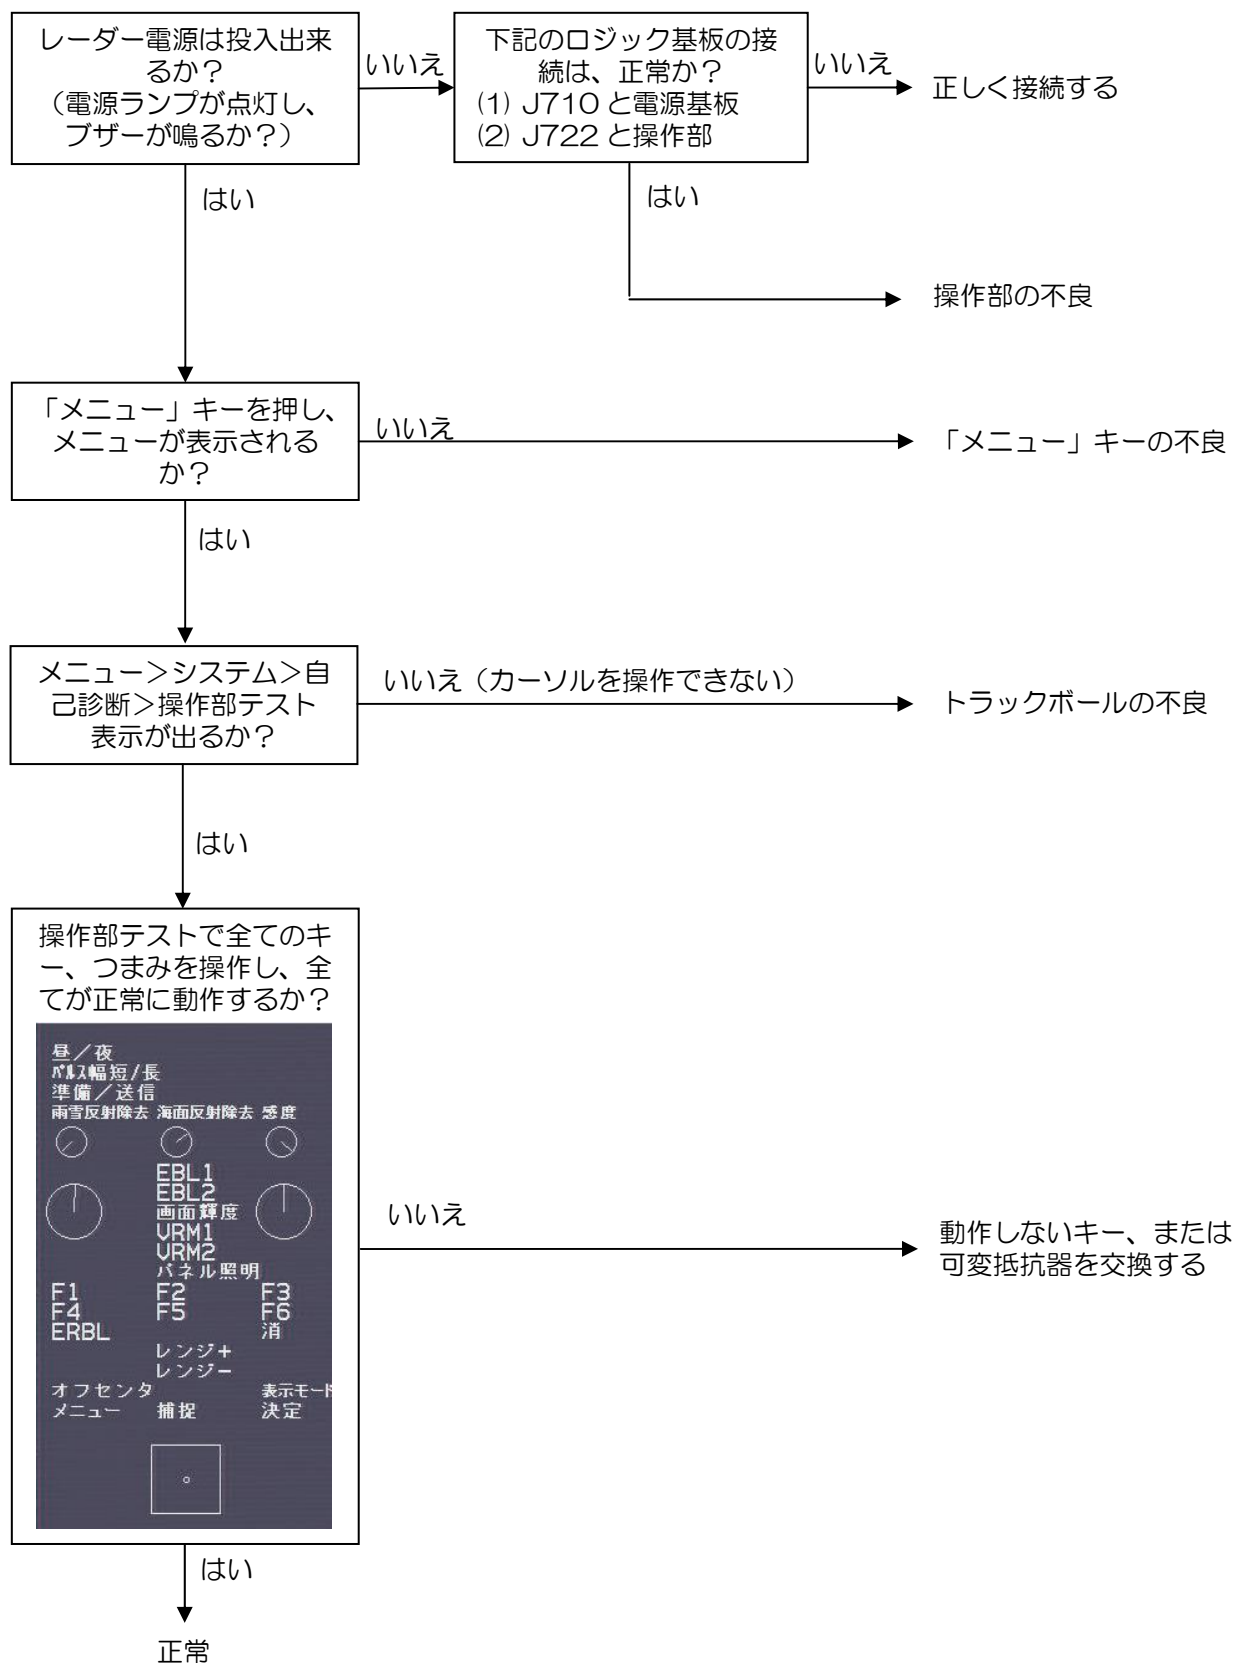 レーダー電源は投入出来
るか？
（電源ランプが点灯し、
ブザーが鳴るか？）
いいえ
下記のロジック基板の接
続は、正常か？
(1) J710 と電源基板
(2) J722 と操作部
いいえ
正しく接続する
はい
はい
操作部の不良
「メニュー」キーを押し、
メニューが表示される
か？
いいえ
「メニュー」キーの不良
はい
メニュー＞システム＞自
己診断＞操作部テスト
表示が出るか？
いいえ（カーソルを操作できない）
トラックボールの不良
はい
操作部テストで全てのキ
ー、つまみを操作し、全
てが正常に動作するか？
昼／夜
ﾊﾟﾙｽ幅短/長
準備／送信
雨雪反射除去 海面反射除去 感度
EBL1
EBL2
画面輝度
VRM1
VRM2
パネル照明
F1 F2 F3
F4 F5 F6
ERBL 消
レンジ＋
レンジー
オフセンタ 表示モード
メニュー 捕捉 決定
いいえ
動作しないキー、または
可変抵抗器を交換する
はい
正常